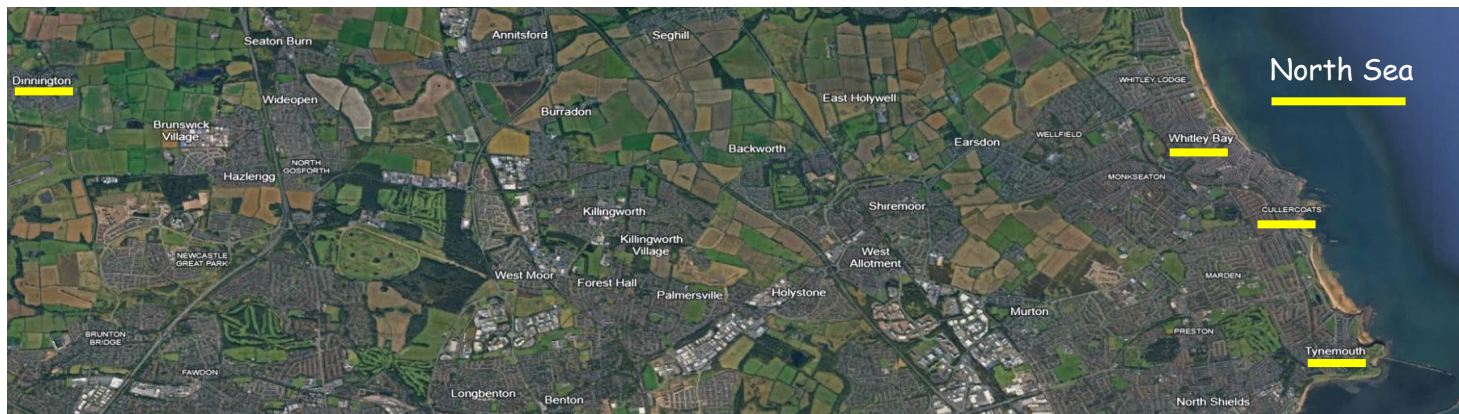 Seaton Burn
Annitsford
Seghill
Dinnington
WHITLEY LODGE
North Sea
Wideopen
Burradon
East Holywell
Brunswick
Village
WELLFIELD
Whitley Bay
Earsdon
Backworth
NORTH
GOSFORTH
Hazlerigg
MONKSEATON
Killingworth
Shiremoor
CULLERCOATS
Killingworth
Village
NEWCASTLE
GREAT PARK
West
Allotment
West Moor
Forest Hall
MARDEN
Palmersville
Holystone
Murton
BRUNTON
BRIDGE
PRESTON
Tynemouth
FAWDON
Longbenton
Benton
North Shields